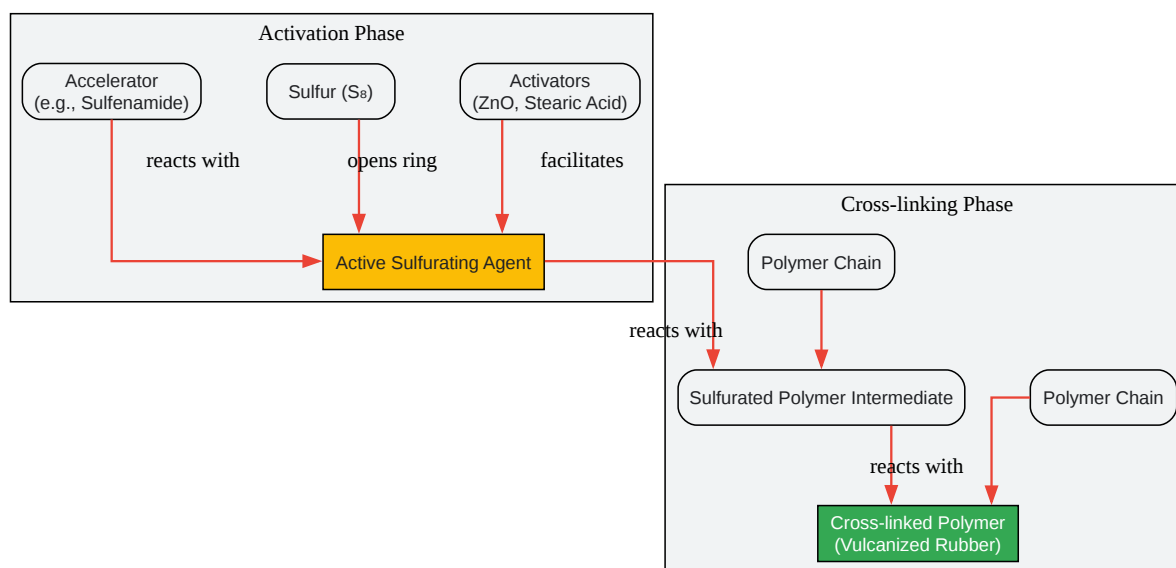 Activation Phase
Accelerator
(e.g., Sulfenamide)
Sulfur (S₈)
Activators
(ZnO, Stearic Acid)
reacts with
opens ring
facilitates
Active Sulfurating Agent
Cross-linking Phase
Polymer Chain
reacts with
Sulfurated Polymer Intermediate
Polymer Chain
reacts with
Cross-linked Polymer
(Vulcanized Rubber)